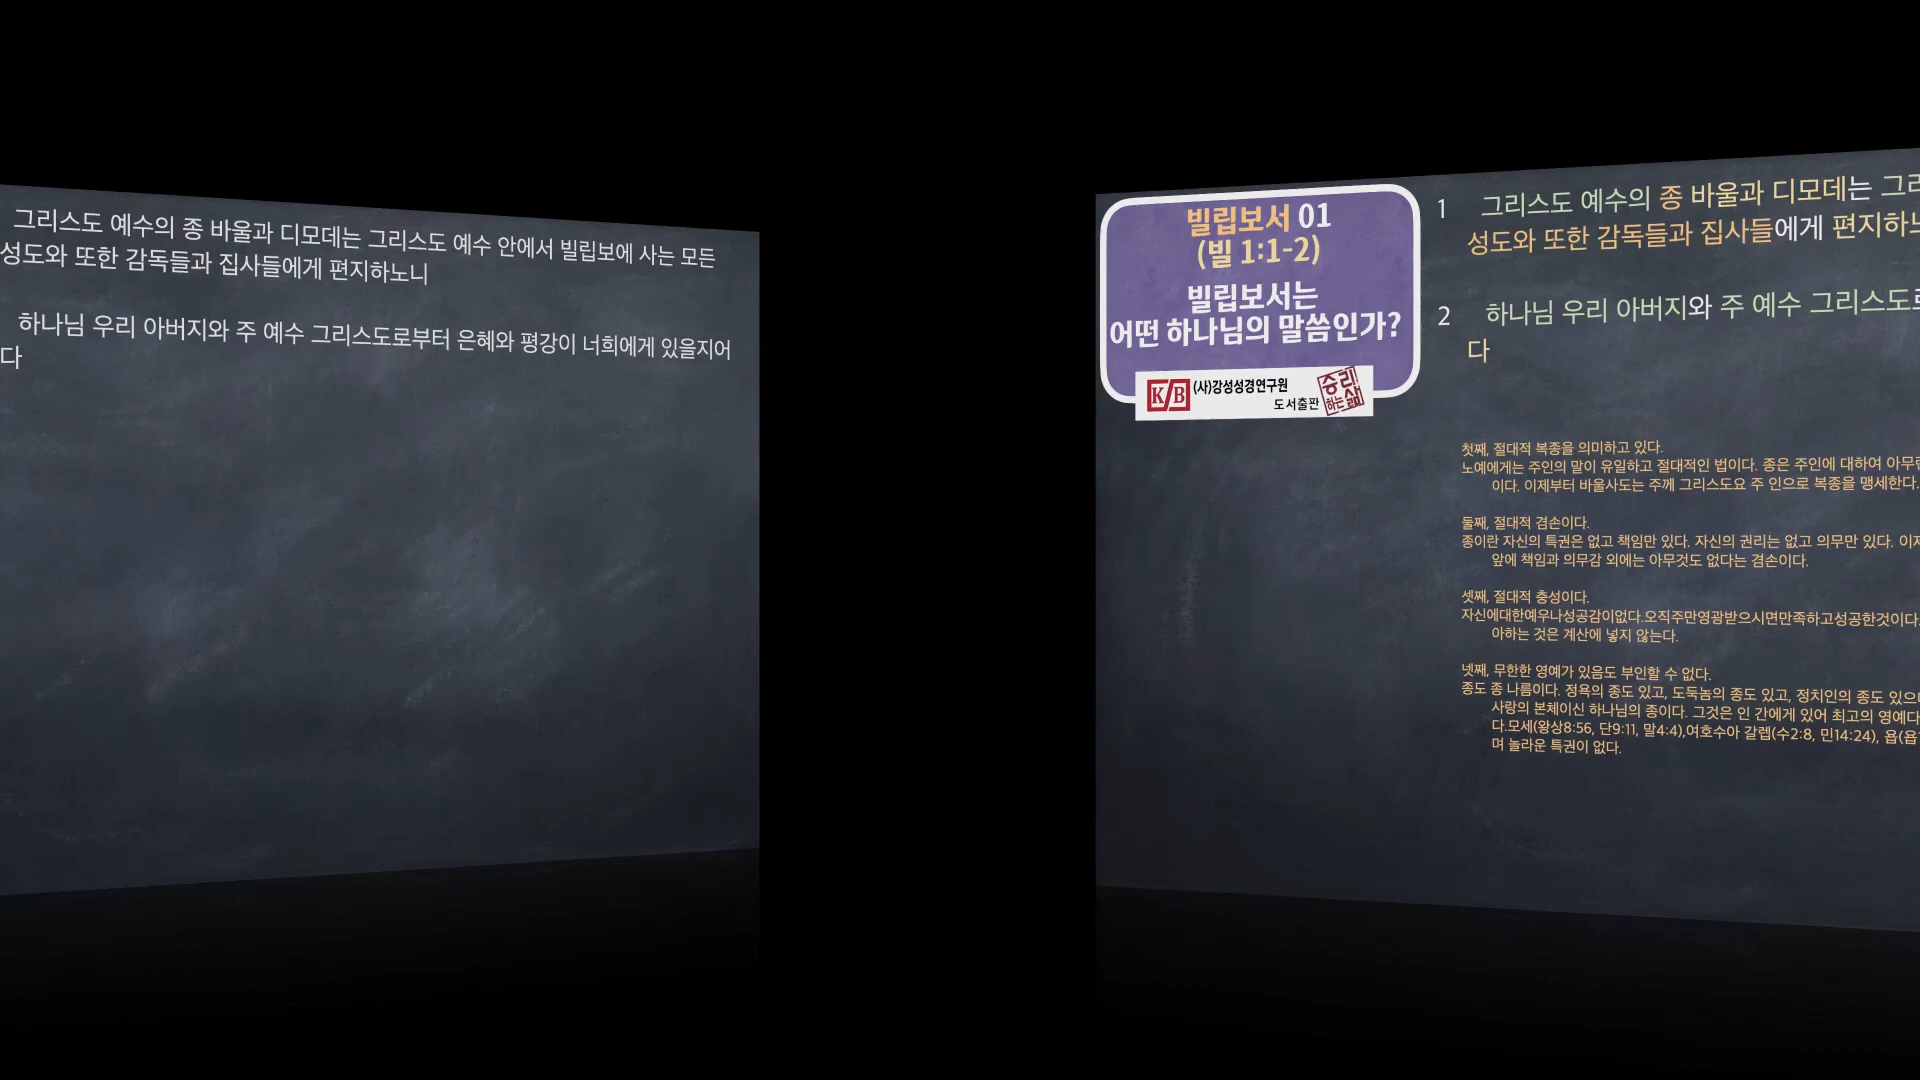 그리스도 예수의 종 바울과 디모데는 그리스도 예수 안에서 빌립보에 사는 모든
성도와 또한 감독들과 집사들에게 편지하노니
하나님 우리 아버지와 주 예수 그리스도로부터 은혜와 평강이 너희에게 있을지어
다
빌립보서 01
(빌 1:1-2)
빌립보서는
어떤 하나님의 말씀인가?
K/B (사)강성성경연구원
도서출판 승리하는 삶
1 그리스도 예수의 종 바울과 디모데는
성도와 또한 감독들과 집사들에게
2 하나님 우리 아버지와 주 예수
다
첫째, 절대적 복종을 의미하고 있다.
노예에게는 주인의 말이 유일하고 절대적인 법이다. 종은 주인에 대하여
이다. 이제부터 바울사도는 주께 그리스도요 주 인으로 복종을 맹세한다.
둘째, 절대적 겸손이다.
종이란 자신의 특권은 없고 책임만 있다. 자신의 권리는 없고 의무만 있다.
앞에 책임과 의무감 외에는 아무것도 없다는 겸손이다.
셋째, 절대적 충성이다.
자신에대한예우나성공감이없다.오직주만영광받으시면만족하고성공한것이다.
아하는 것은 계산에 넣지 않는다.
넷째, 무한한 영예가 있음도 부인할 수 없다.
종도 종 나름이다. 정욕의 종도 있고, 도둑놈의 종도 있고, 정치인의 종도
사랑의 본체이신 하나님의 종이다. 그것은 인 간에게 있어 최고의 영예다
다.모세(왕상8:56, 단9:11, 말4:4),여호수아 갈렙(수2:8, 민14:24),
며 놀라운 특권이 없다.